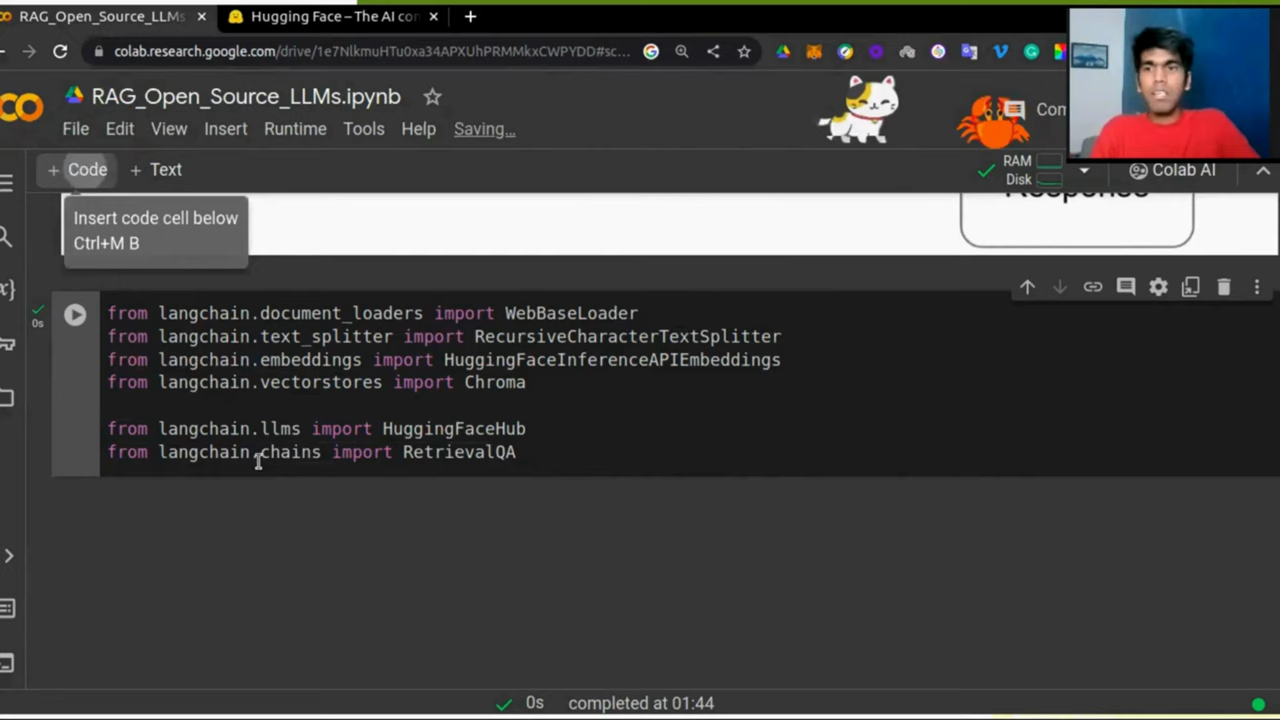 RAG_Open_Source_LLMs
Hugging Face – The AI con
colab.research.google.com/drive/1e7NlkmuHTu0xa34APXUhPRMMkxCWPYDD#sc...
RAG_Open_Source_LLMs.ipynb
File Edit View Insert Runtime Tools Help Saving...
+ Code + Text
RAM
Disk
Colab AI
Insert code cell below
Ctrl+M B
Response
0s
from langchain.document_loaders import WebBaseLoader
from langchain.text_splitter import RecursiveCharacterTextSplitter
from langchain.embeddings import HuggingFaceInferenceAPIEmbeddings
from langchain.vectorstores import Chroma
from langchain.llms import HuggingFaceHub
from langchain.chains import RetrievalQA
0s completed at 01:44